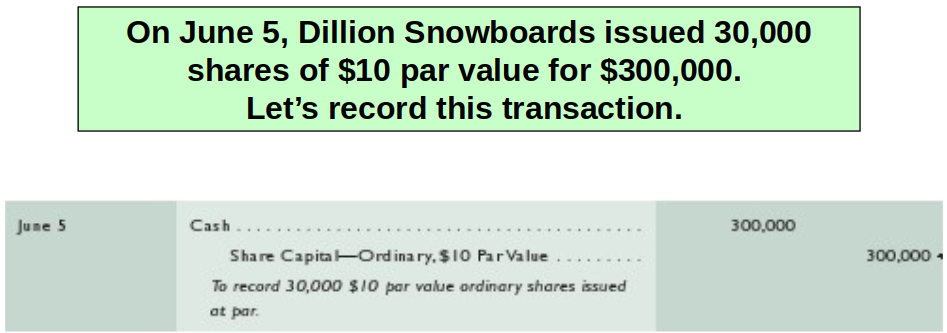 On June 5, Dillion Snowboards issued 30,000
shares of $10 par value for $300,000.
Let’s record this transaction.
June 5 Cash ........................................ 300,000
Share Capital—Ordinary, $10 Par Value ......... 300,000
To record 30,000 $10 par value ordinary shares issued
at par.